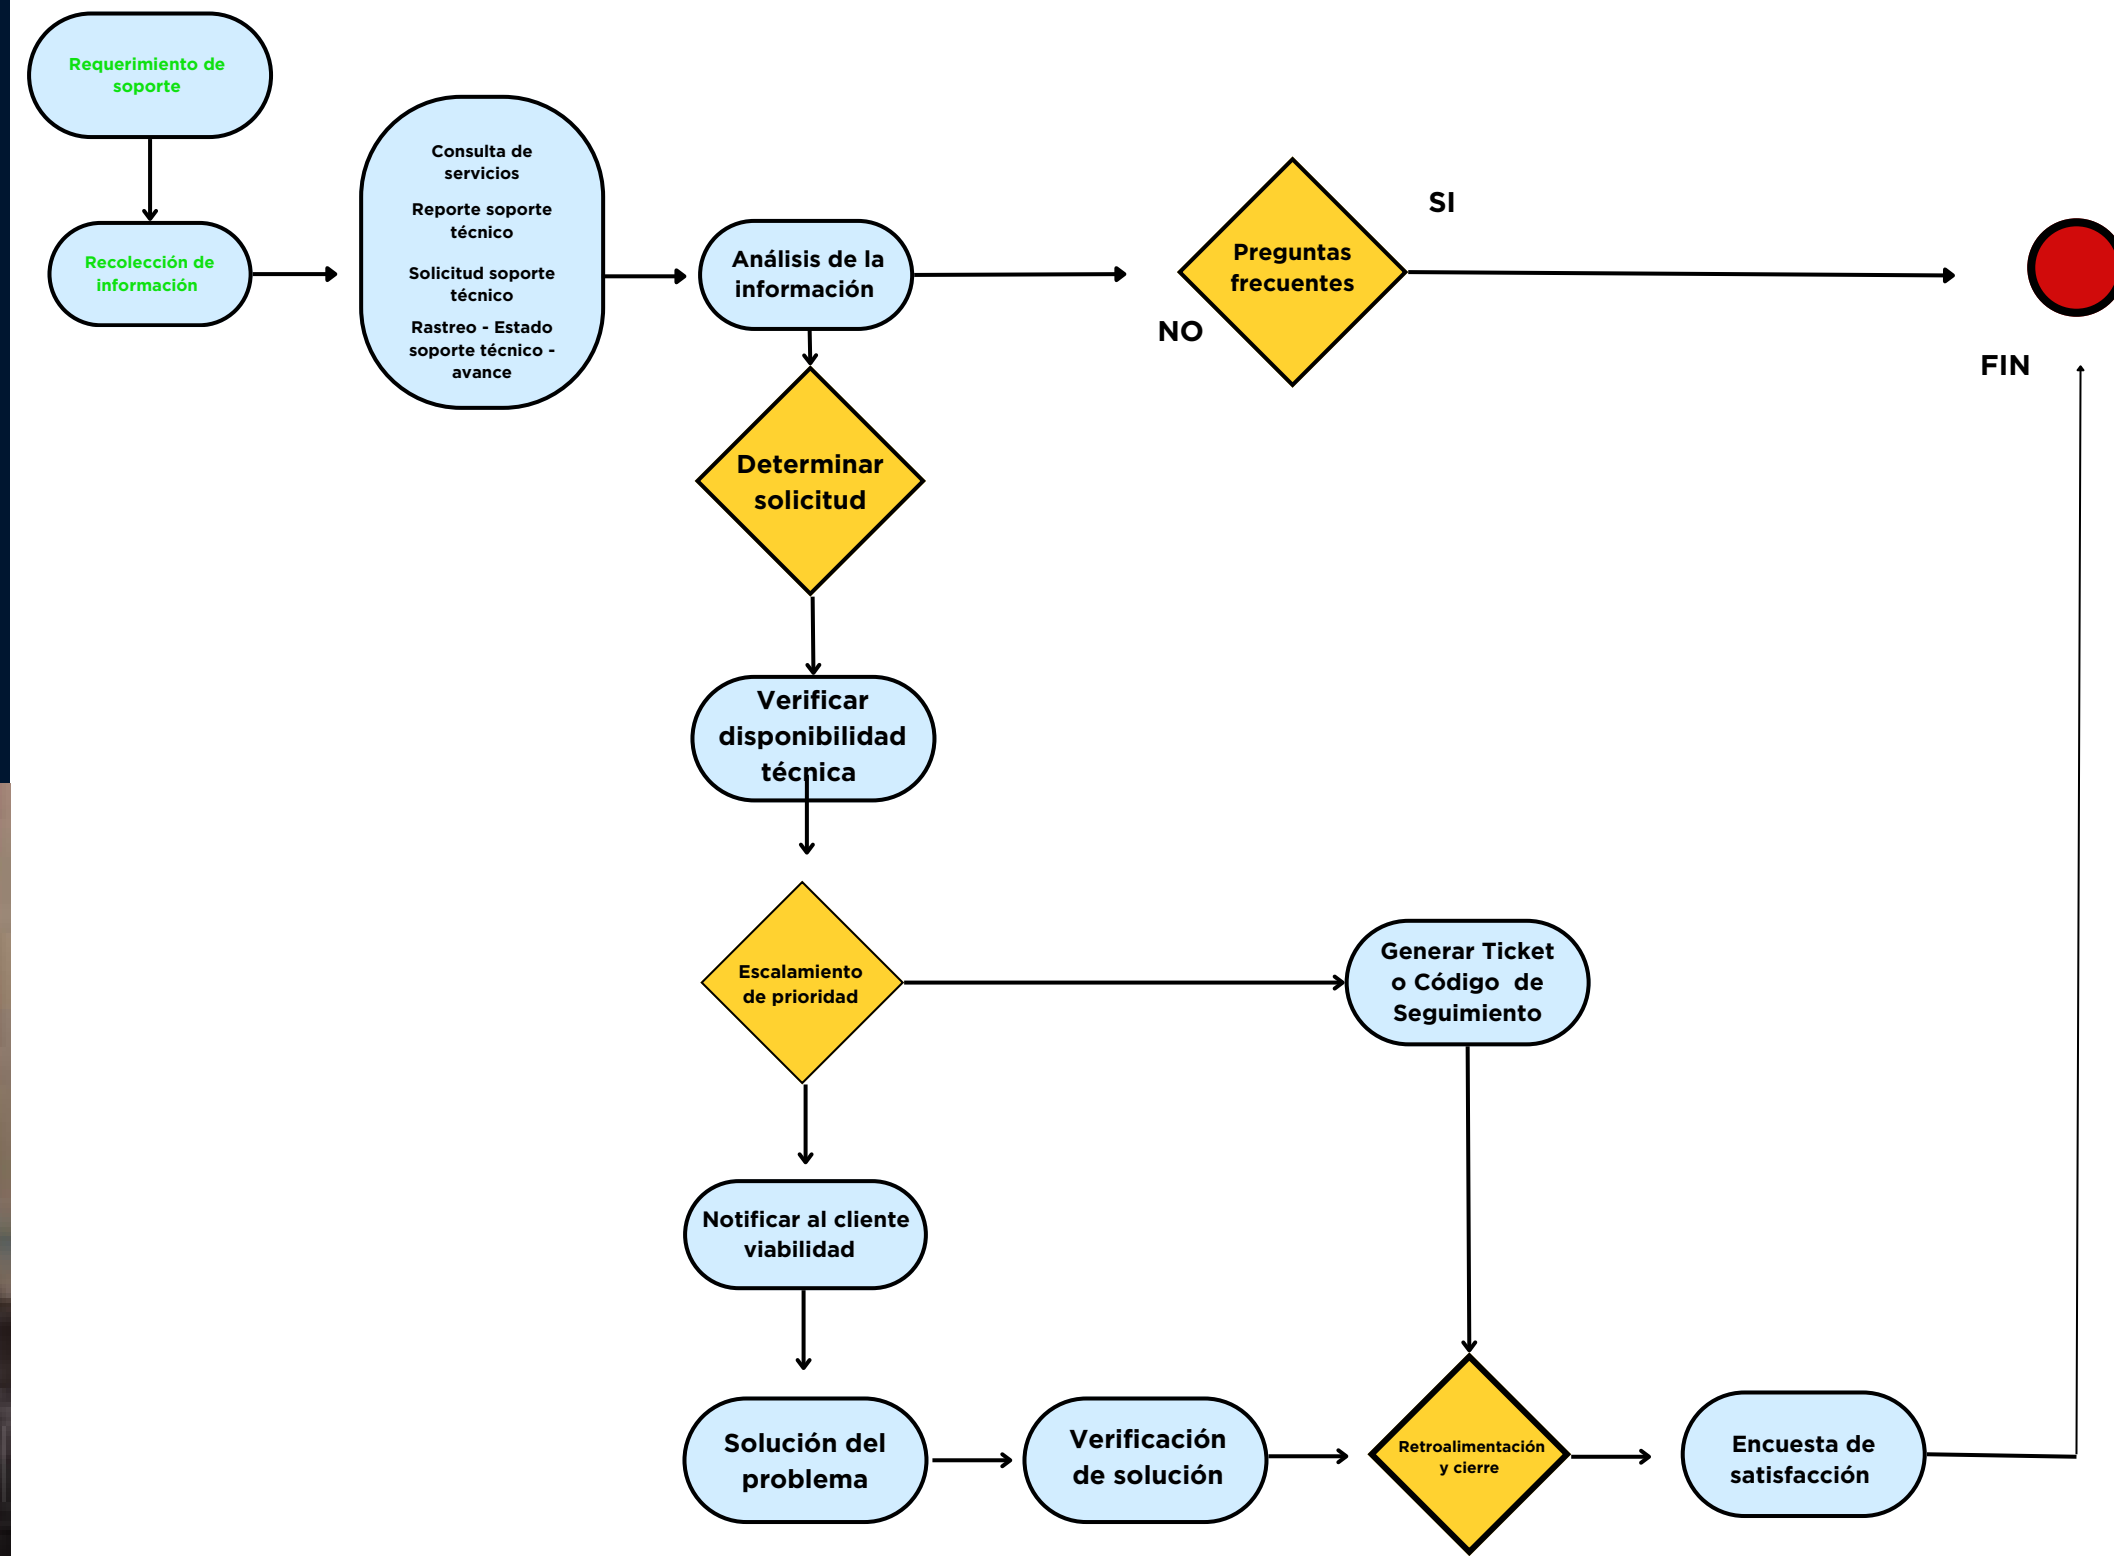 Requerimiento de
soporte
Recolección de
información
Consulta de
servicios
Reporte soporte
técnico
Solicitud soporte
técnico
Rastreo - Estado
soporte técnico -
avance
Análisis de la
información
Preguntas
frecuentes
SI
NO
FIN
Determinar
solicitud
Verificar
disponibilidad
técnica
Escalamiento
de prioridad
Generar Ticket
o Código  de
Seguimiento
Notificar al cliente
viabilidad
Solución del
problema
Verificación
de solución
Retroalimentación
y cierre
Encuesta de
satisfacción